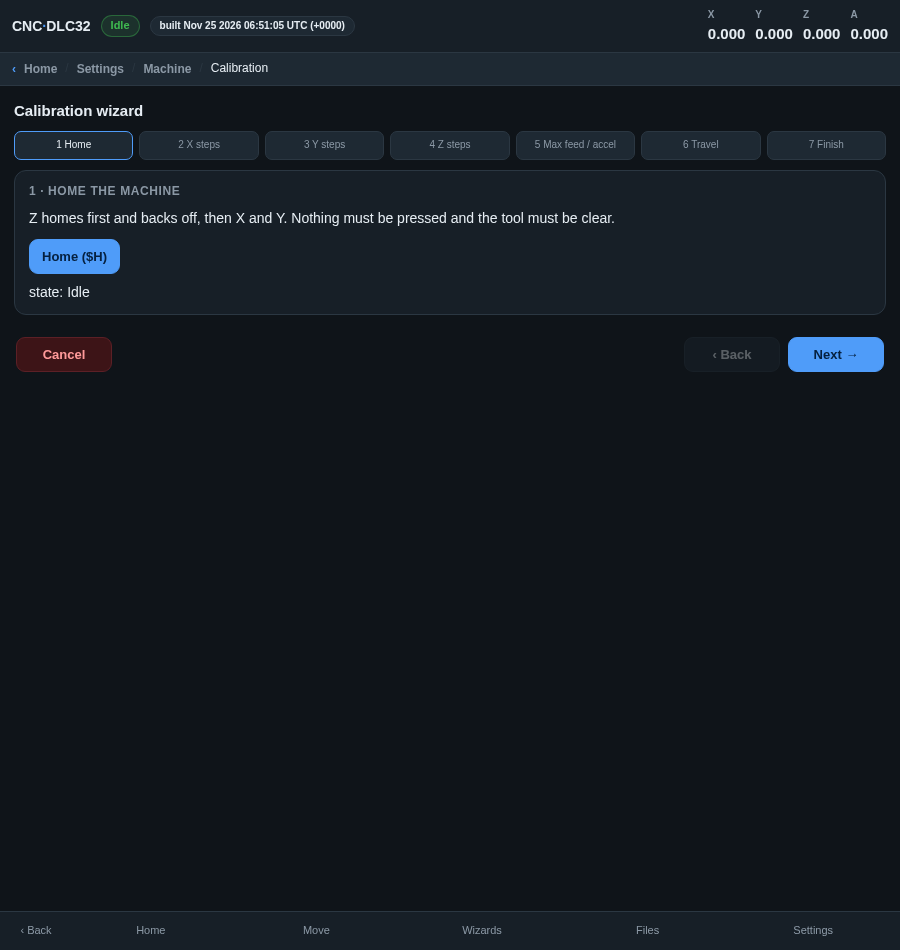 CNC·DLC32 Idle built Nov 25 2026 06:51:05 UTC (+0000)
X Y Z A
0.000 0.000 0.000 0.000
‹ Home / Settings / Machine / Calibration
Calibration wizard
1 Home 2 X steps 3 Y steps 4 Z steps 5 Max feed / accel 6 Travel 7 Finish
1 · HOME THE MACHINE
Z homes first and backs off, then X and Y. Nothing must be pressed and the tool must be clear.
Home ($H)
state: Idle
Cancel ‹ Back Next →
‹ Back Home Move Wizards Files Settings